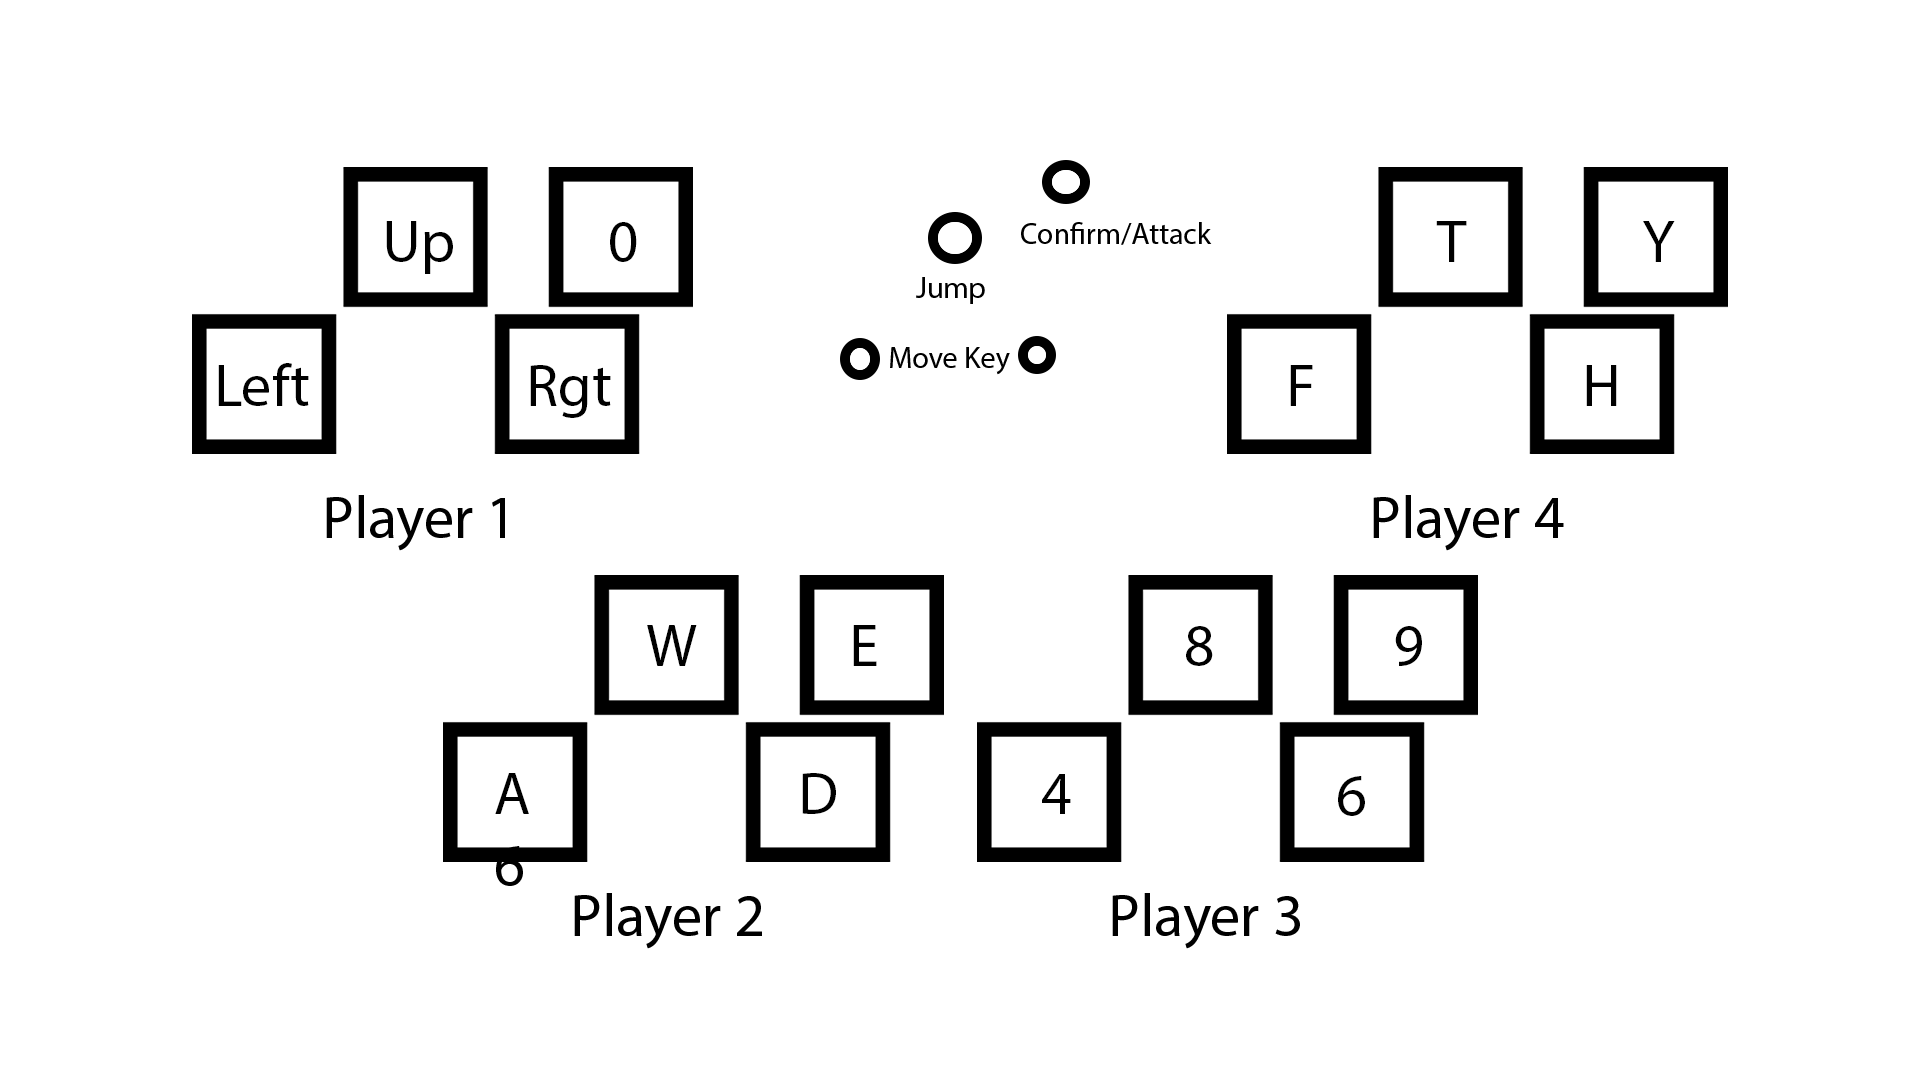 Up
0
Confirm/Attack
Jump
Left
Rgt
Move Key
T
Y
F
H
Player 1
Player 4
W
E
A
D
6
Player 2
8
9
4
6
Player 3